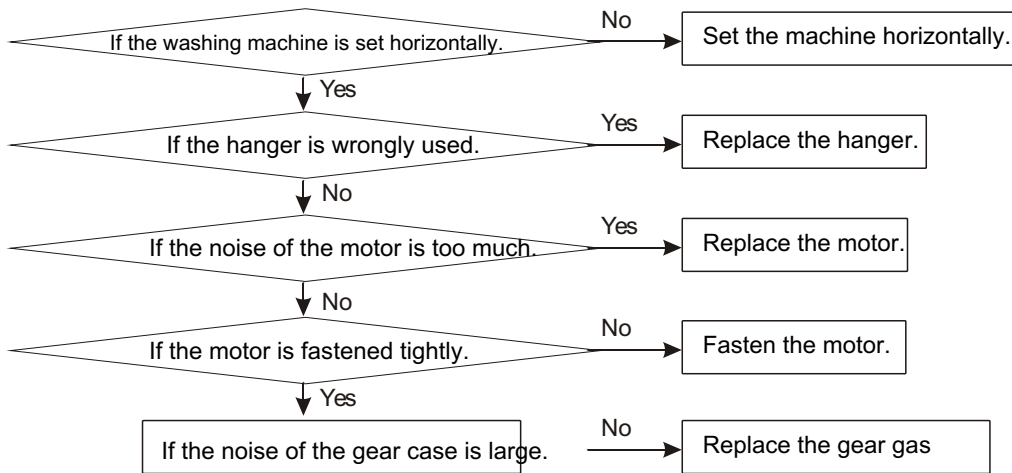 If the washing machine is set horizontally.
No
Set the machine horizontally.
Yes
If the hanger is wrongly used.
Yes
Replace the hanger.
No
If the noise of the motor is too much.
Yes
Replace the motor.
No
If the motor is fastened tightly.
No
Fasten the motor.
Yes
If the noise of the gear case is large.
No
Replace the gear gas